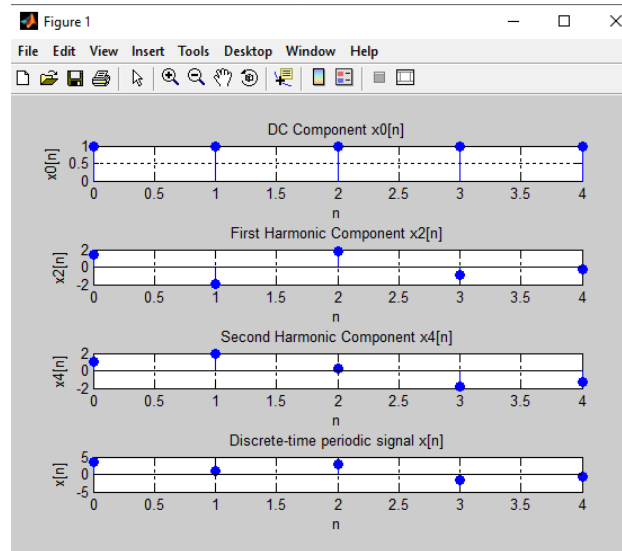 Figure 1
File Edit View Insert Tools Desktop Window Help
DC Component x0[n]
x0[n]
1
0.5
0
0 0.5 1 1.5 2 2.5 3 3.5 4
n
First Harmonic Component x2[n]
x2[n]
2
0
-2
0 0.5 1 1.5 2 2.5 3 3.5 4
n
Second Harmonic Component x4[n]
x4[n]
2
0
-2
0 0.5 1 1.5 2 2.5 3 3.5 4
n
Discrete-time periodic signal x[n]
x[n]
5
0
-5
0 0.5 1 1.5 2 2.5 3 3.5 4
n